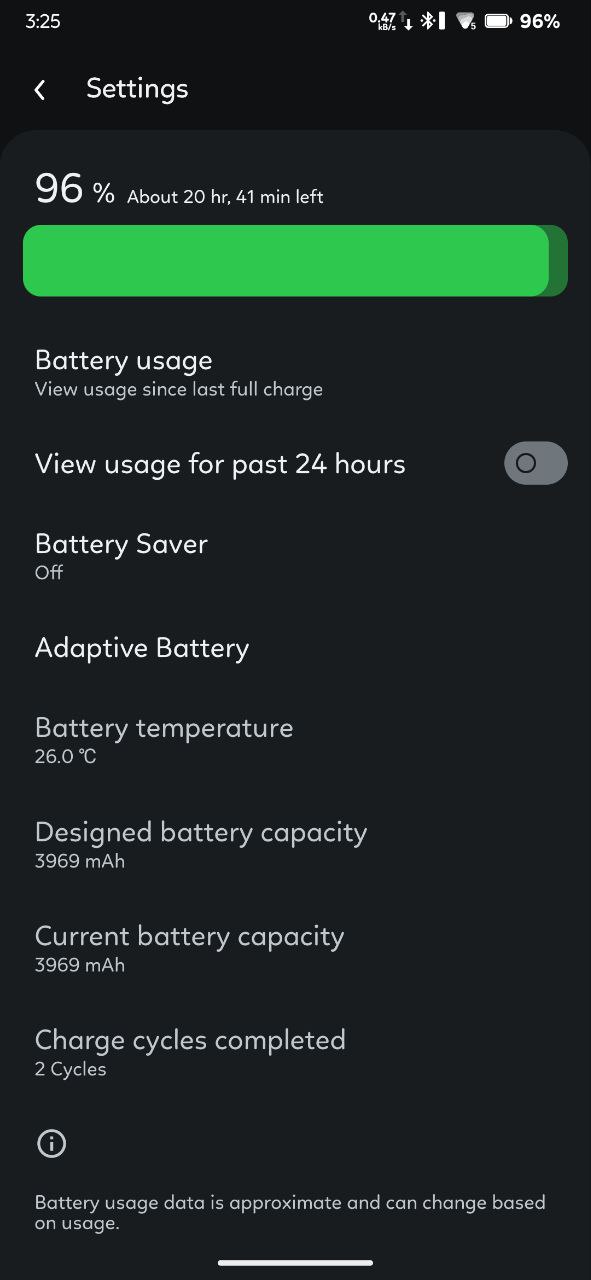 3:25
0.47 kB/s 5 96%
Settings
96 % About 20 hr, 41 min left
Battery usage
View usage since last full charge
View usage for past 24 hours
Battery Saver
Off
Adaptive Battery
Battery temperature
26.0 ℃
Designed battery capacity
3969 mAh
Current battery capacity
3969 mAh
Charge cycles completed
2 Cycles
Battery usage data is approximate and can change based
on usage.